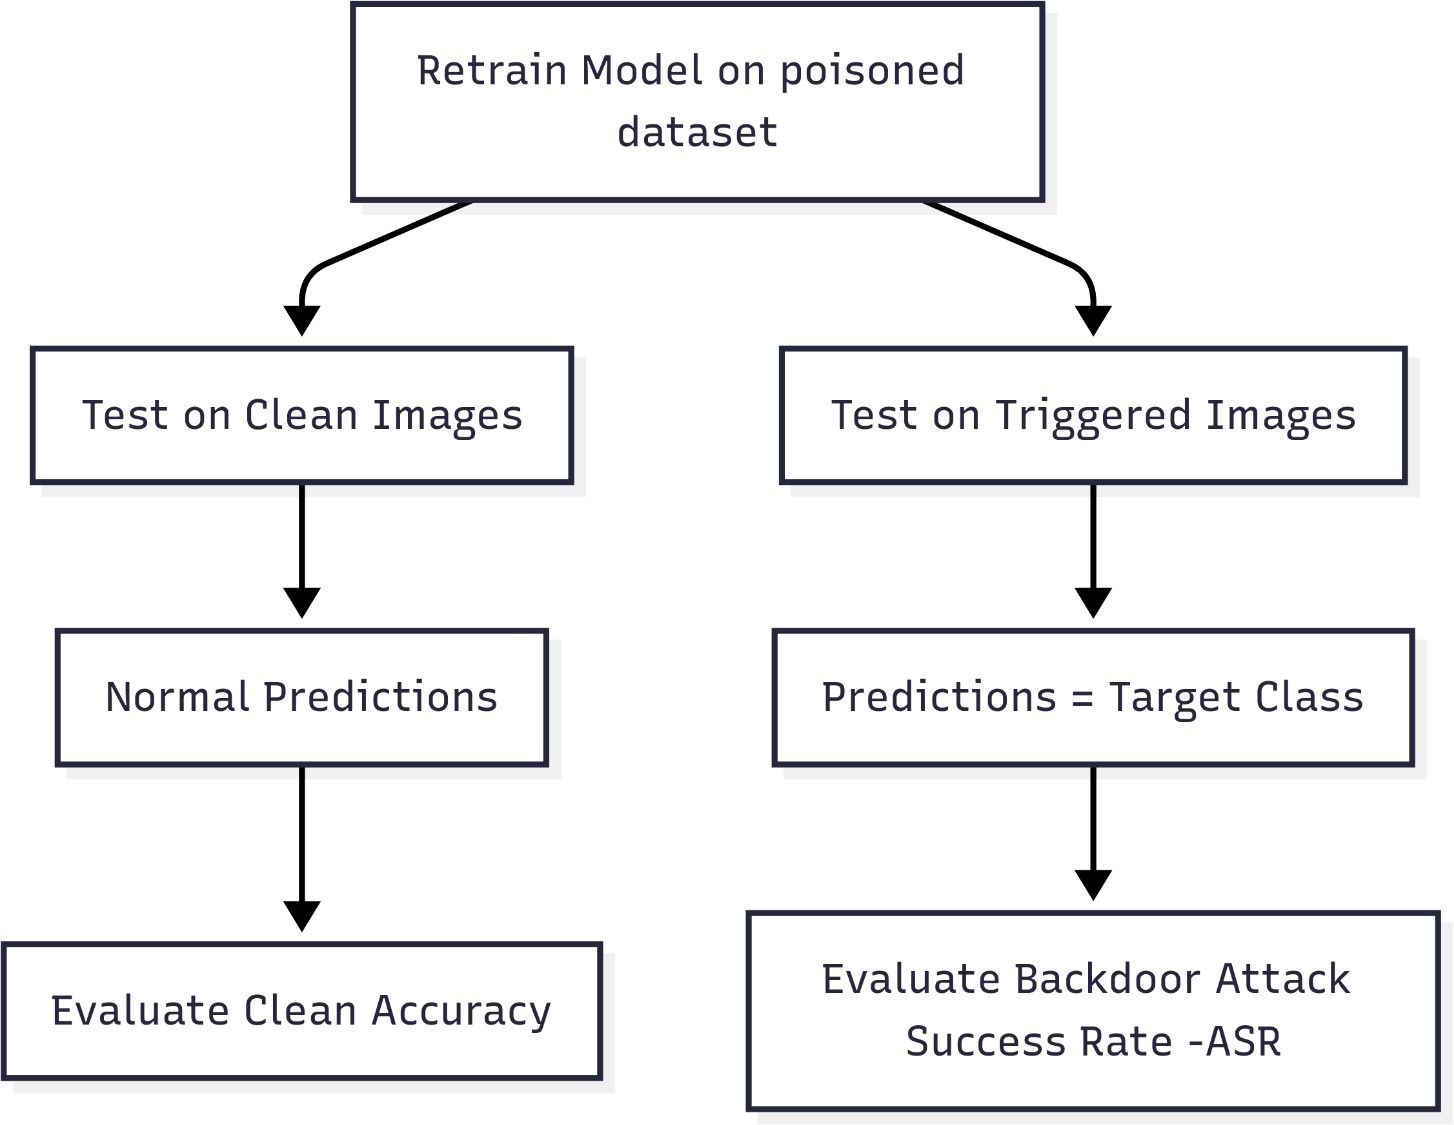 Retrain Model on poisoned
dataset
Test on Clean Images
Test on Triggered Images
Normal Predictions
Predictions = Target Class
Evaluate Clean Accuracy
Evaluate Backdoor Attack
Success Rate -ASR